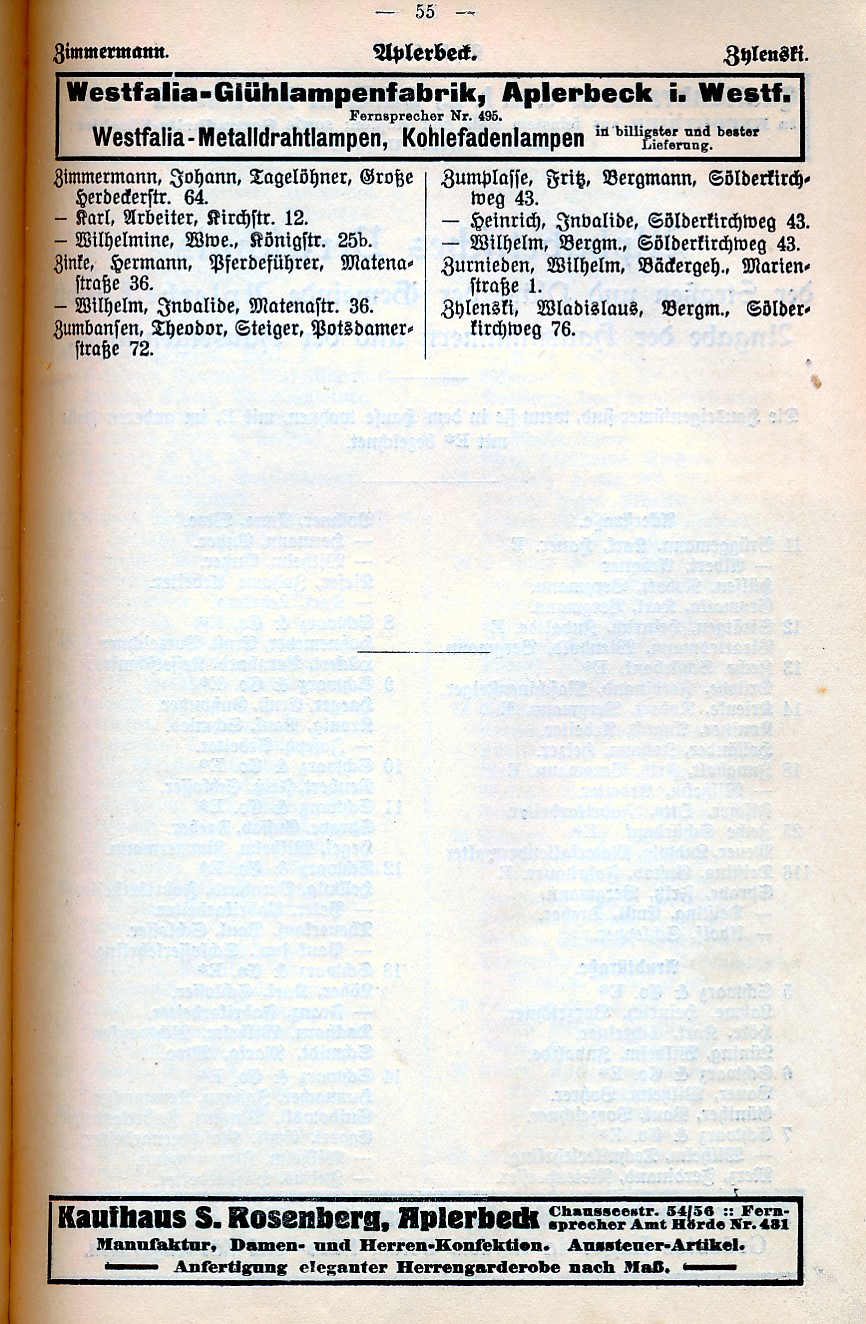 — 55 —
Zimmermann. Aplerbeck. Zylenski.
Westfalia-Glühlampenfabrik, Aplerbeck i. Westf.
Fernsprecher Nr. 495.
Westfalia-Metalldrahtlampen, Kohlefadenlampen in billigster und bester Lieferung.
Zimmermann, Johann, Tagelöhner, Große
Herdeckerstr. 64.
— Karl, Arbeiter, Kirchstr. 12.
— Wilhelmine, Wwe., Königstr. 25b.
Zinke, Hermann, Pferdeführer, Matena-
straße 36.
— Wilhelm, Invalide, Matenastr. 36.
Zumbansen, Theodor, Steiger, Potsdamer-
straße 72.
Zumplasse, Fritz, Bergmann, Sölderkirch-
weg 43.
— Heinrich, Invalide, Sölderkirchweg 43.
— Wilhelm, Bergm., Sölderkirchweg 43.
Zurnieden, Wilhelm, Bäckergeh., Marien-
straße 1.
Zylenski, Wladislaus, Bergm., Sölder-
kirchweg 76.
Kaufhaus S. Rosenberg, Aplerbeck Chausseestr. 54/56 :: Fern-
sprecher Amt Hörde Nr. 481
Manufaktur, Damen- und Herren-Konfektion. Aussteuer-Artikel.
Anfertigung eleganter Herrengarderobe nach Maß.